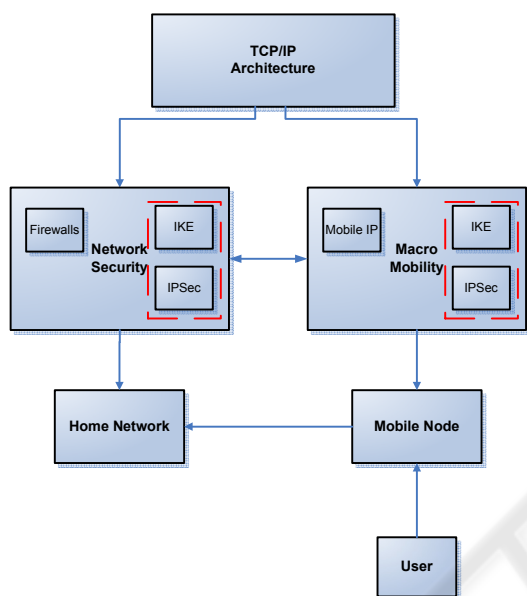 TCP/IP
Architecture
Firewalls
IKE
Network
Security
IPSec
Mobile IP
IKE
Macro
Mobility
IPSec
Home Network
Mobile Node
User